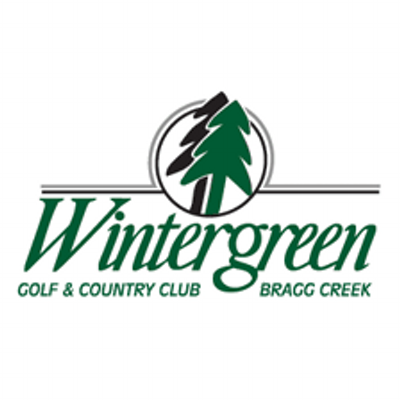 Wintergreen
GOLF & COUNTRY CLUB BRAGG CREEK